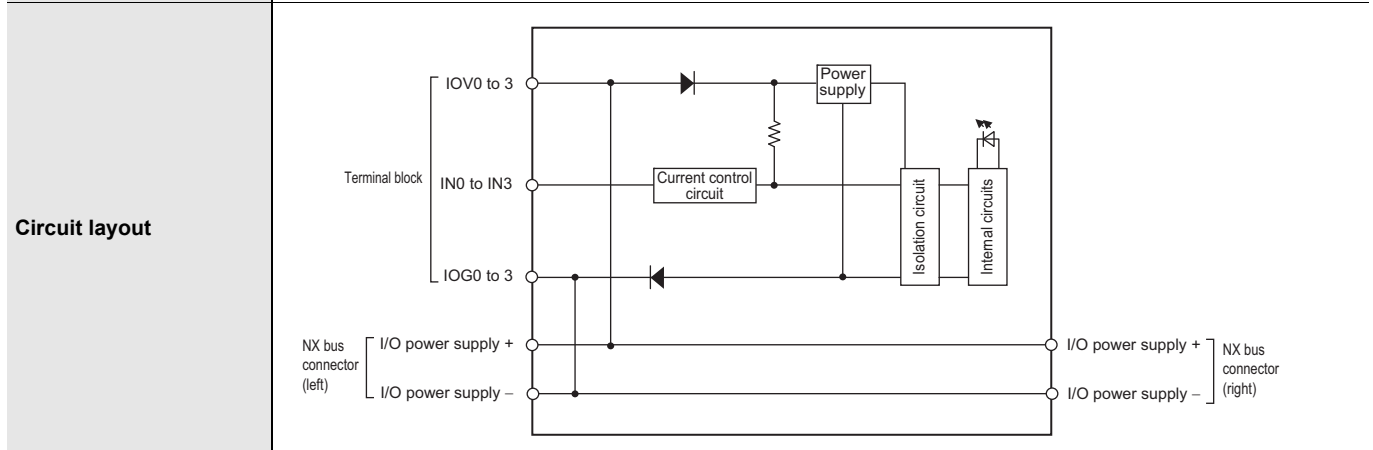 Circuit layout
Terminal block
IOV0 to 3
IN0 to IN3
IOG0 to 3
Power
supply
Current control
circuit
Isolation circuit
Internal circuits
NX bus
connector
(left)
I/O power supply +
I/O power supply −
I/O power supply +
I/O power supply −
NX bus
connector
(right)